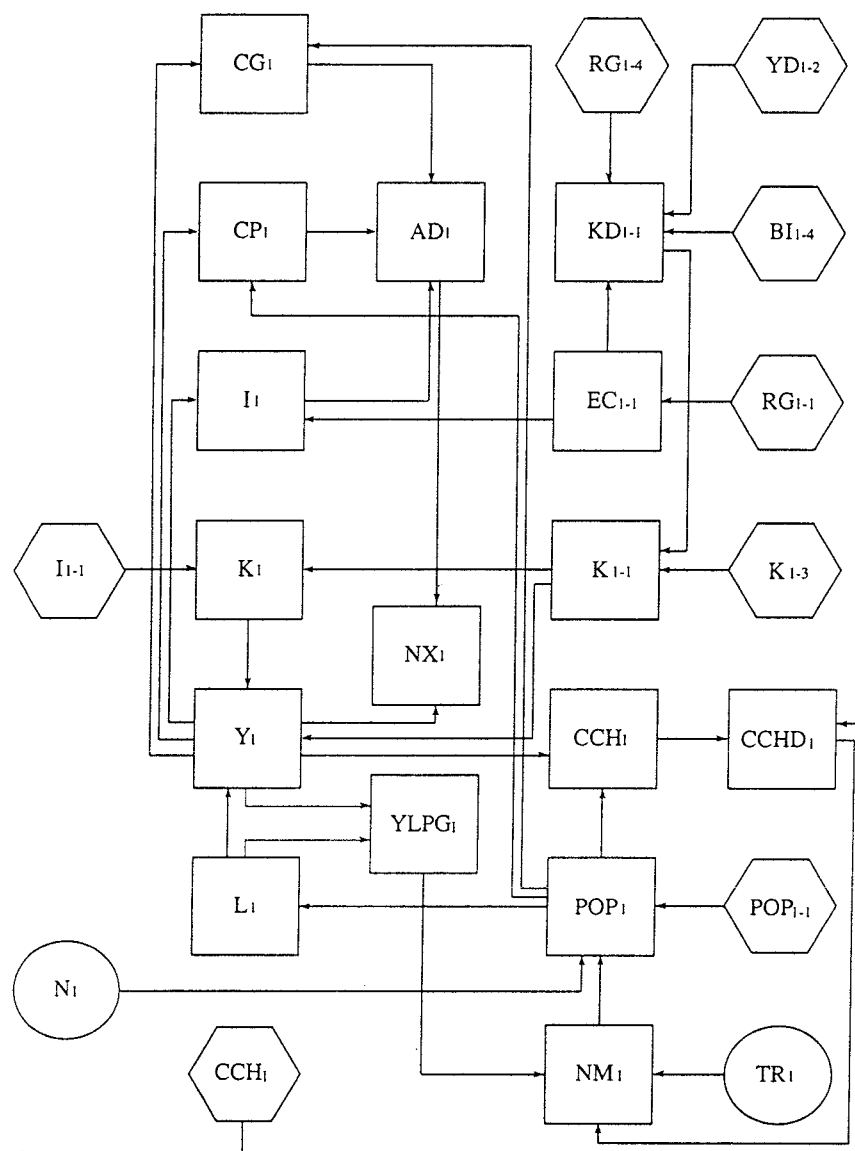 CG1
RG1-4
YD1-2
CP1
AD1
KD1-1
BI1-4
I1
EC1-1
RG1-1
I1-1
K1
K1-1
K1-3
NX1
Y1
CCH1
CCHD1
YLPG1
L1
POP1
POP1-1
N1
CCH1
NM1
TR1